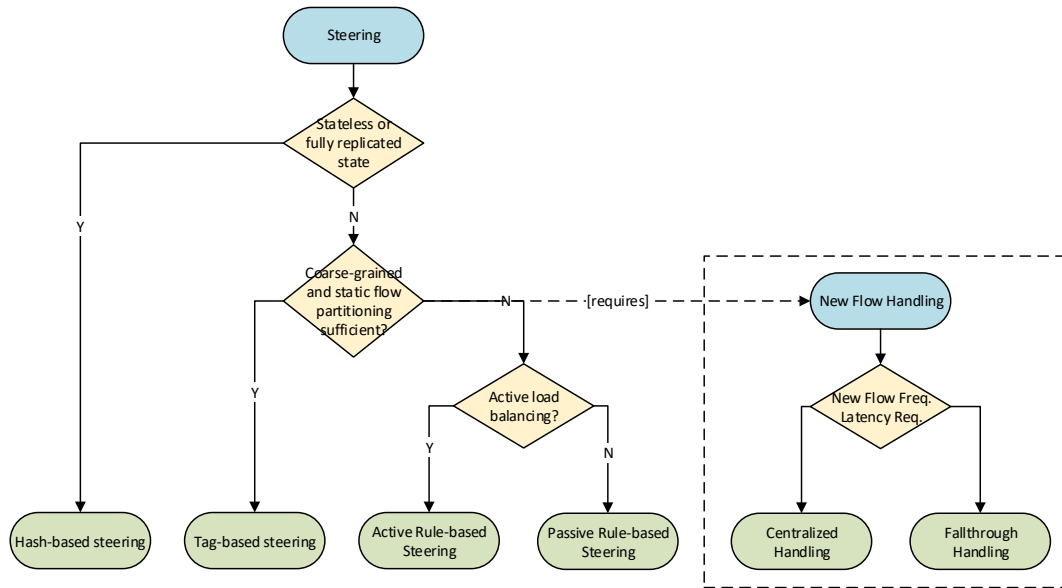 Steering
Stateless or
fully replicated
state
Y
N
Coarse-grained
and static flow
partitioning
sufficient?
N
[requires]
New Flow Handling
Y
Active load
balancing?
New Flow Freq.
Latency Req.
Y
N
Hash-based steering
Tag-based steering
Active Rule-based
Steering
Passive Rule-based
Steering
Centralized
Handling
Fallthrough
Handling